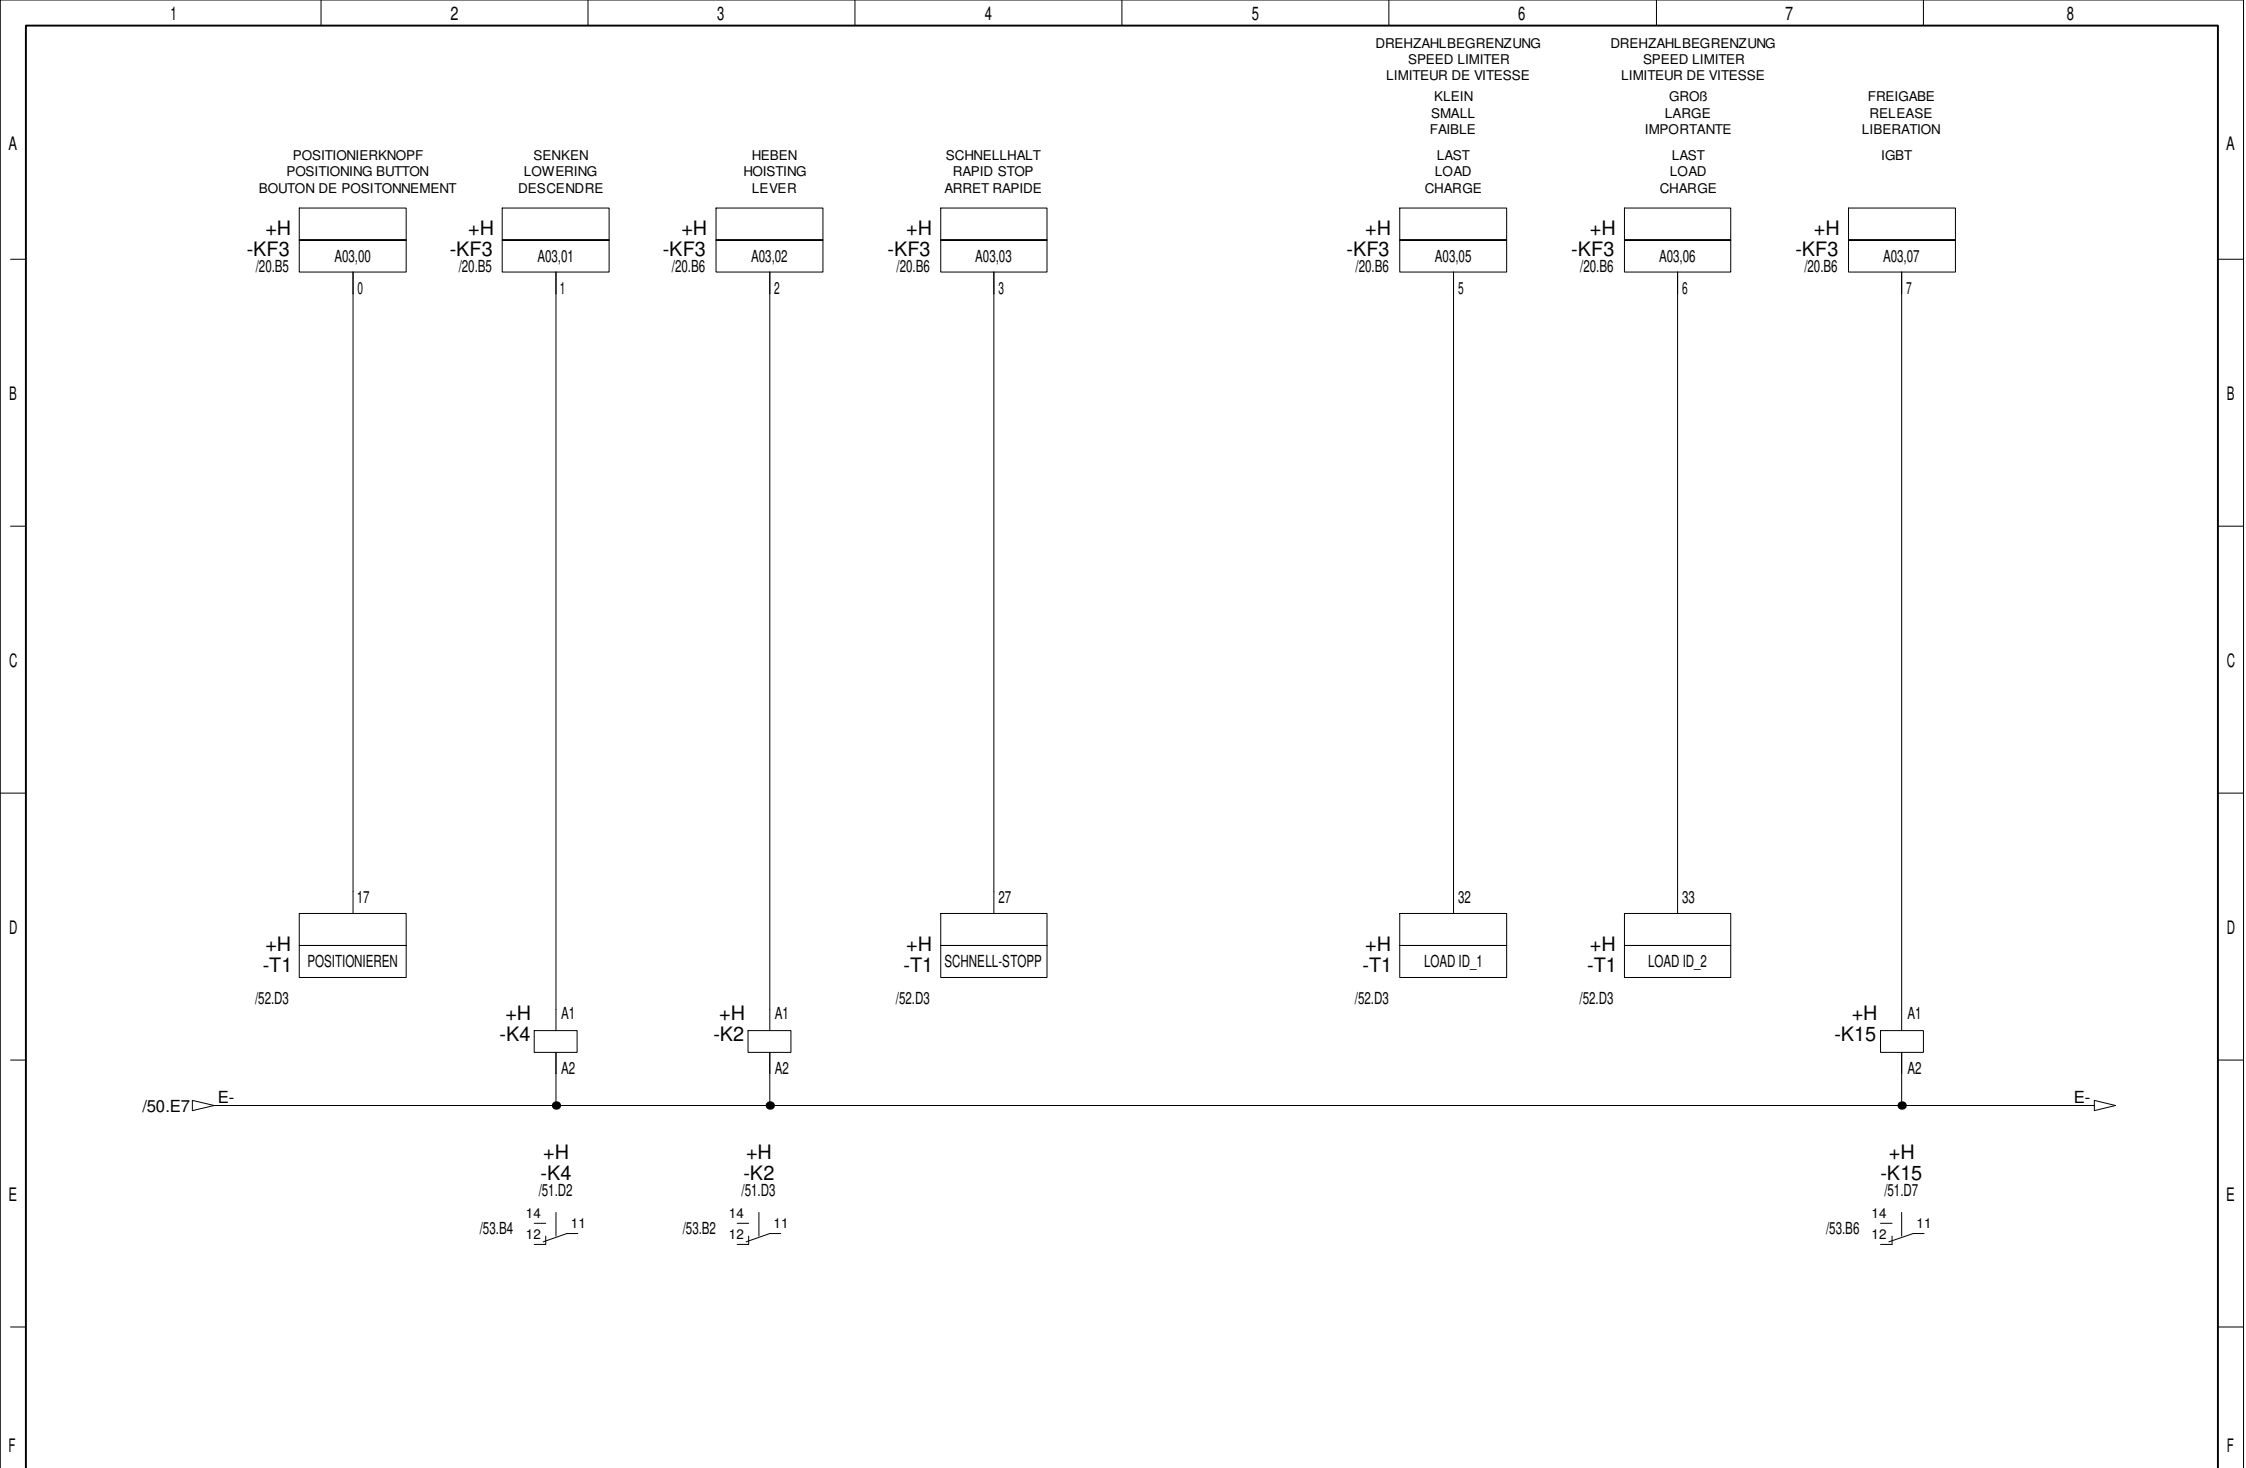 1 2 3 4 5 6 7 8
DREHZAHLBEGRENZUNG
SPEED LIMITER
LIMITEUR DE VITESSE
KLEIN
SMALL
FAIBLE
LAST
LOAD
CHARGE
DREHZAHLBEGRENZUNG
SPEED LIMITER
LIMITEUR DE VITESSE
GROß
LARGE
IMPORTANTE
LAST
LOAD
CHARGE
FREIGABE
RELEASE
LIBERATION
IGBT
A A
POSITIONIERKNOPF
POSITIONING BUTTON
BOUTON DE POSITONNEMENT
SENKEN
LOWERING
DESCENDRE
HEBEN
HOISTING
LEVER
SCHNELLHALT
RAPID STOP
ARRET RAPIDE
+H
-KF3
/20.B5
A03,00
0
+H
-KF3
/20.B5
A03,01
1
+H
-KF3
/20.B6
A03,02
2
+H
-KF3
/20.B6
A03,03
3
+H
-KF3
/20.B6
A03,05
5
+H
-KF3
/20.B6
A03,06
6
+H
-KF3
/20.B6
A03,07
7
B B
C C
D D
17
+H
-T1
POSITIONIEREN
/52.D3
27
+H
-T1
SCHNELL-STOPP
/52.D3
32
+H
-T1
LOAD ID_1
/52.D3
33
+H
-T1
LOAD ID_2
/52.D3
+H
-K4
A1
A2
+H
-K2
A1
A2
+H
-K15
A1
A2
/50.E7 E- E-
E E
+H
-K4
/51.D2
/53.B4
14
12
11
+H
-K2
/51.D3
/53.B2
14
12
11
+H
-K15
/51.D7
/53.B6
14
12
11
F F